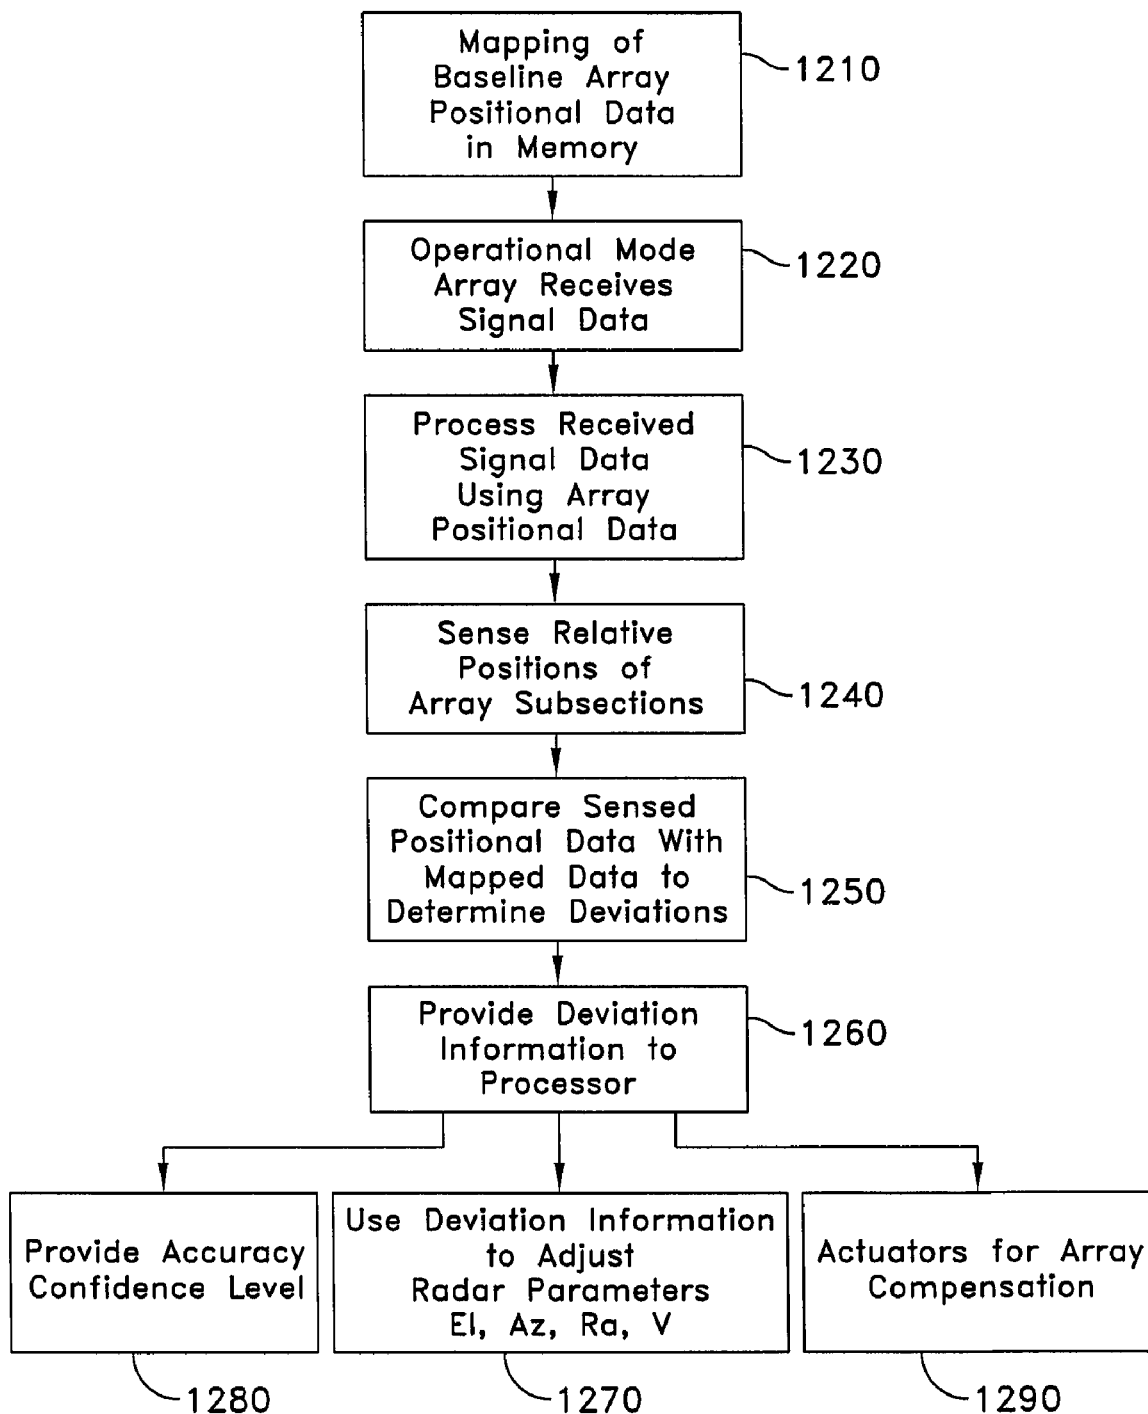 Mapping of
Baseline Array
Positional Data
in Memory
1210
Operational Mode
Array Receives
Signal Data
1220
Process Received
Signal Data
Using Array
Positional Data
1230
Sense Relative
Positions of
Array Subsections
1240
Compare Sensed
Positional Data With
Mapped Data to
Determine Deviations
1250
Provide Deviation
Information to
Processor
1260
Provide Accuracy
Confidence Level
1280
Use Deviation Information
to Adjust
Radar Parameters
El, Az, Ra, V
1270
Actuators for Array
Compensation
1290